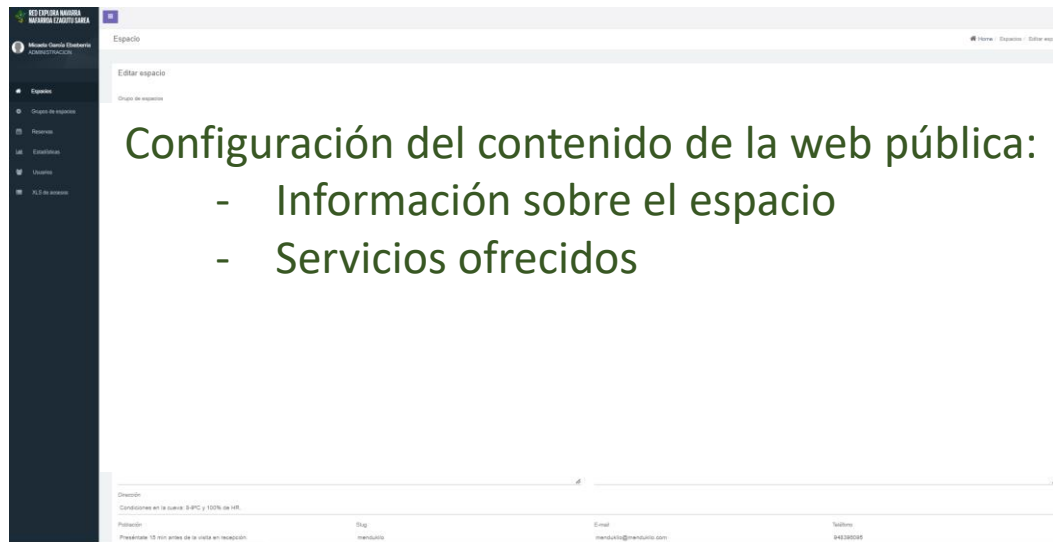 RED EXPLORA NAVARRA
NAFARROA EZAGUTU SAREA
Micaela García Etxeberria
ADMINISTRACION
Espacio
Home / Espacios / Editar esp
Editar espacio
Espacios
Grupo de espacios
Grupos de espacios
Reservas
Estadísticas
Usuarios
XLS de accesos
Configuración del contenido de la web pública:
- Información sobre el espacio
- Servicios ofrecidos
Dirección
Condiciones en la cueva: 8-9ºC y 100% de HR.
Población Slug E-mail Teléfono
Preséntate 15 min antes de la visita en recepción. mendukilo mendukilo@mendukilo.com 948396095